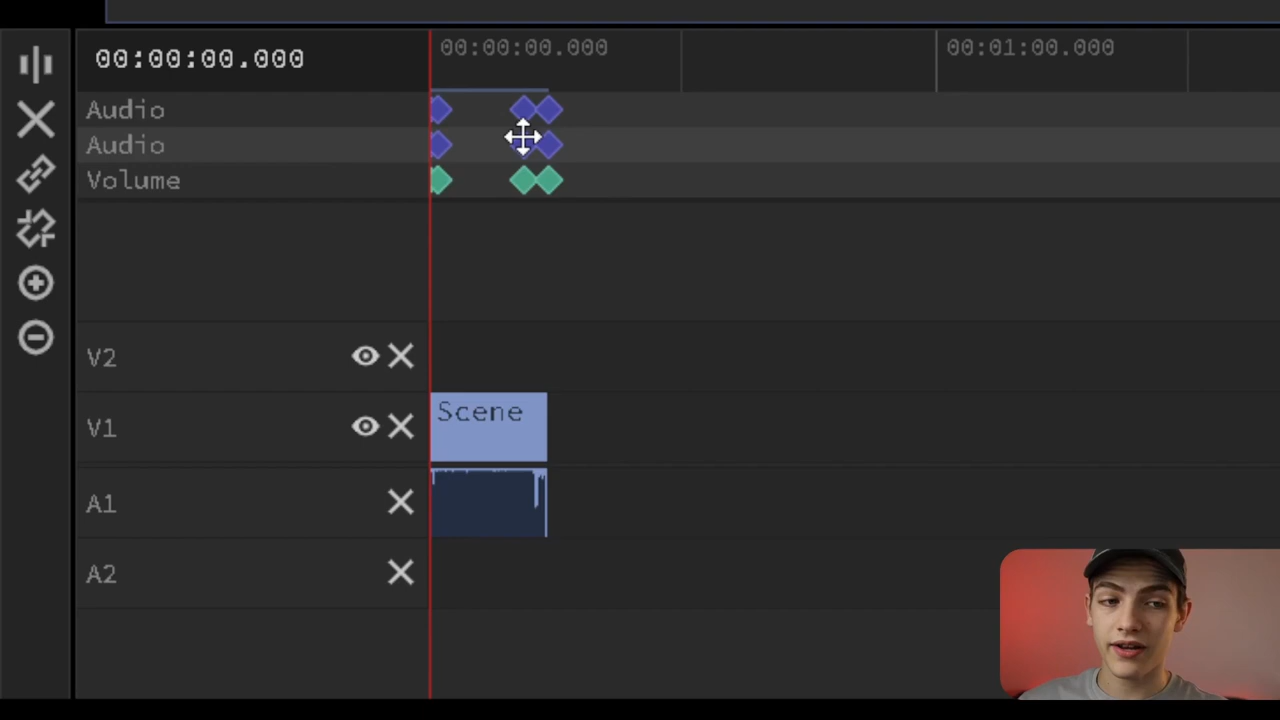 00:00:00.000
00:00:00.000
00:01:00.000
Audio
Audio
Volume
V2
V1
Scene
A1
A2